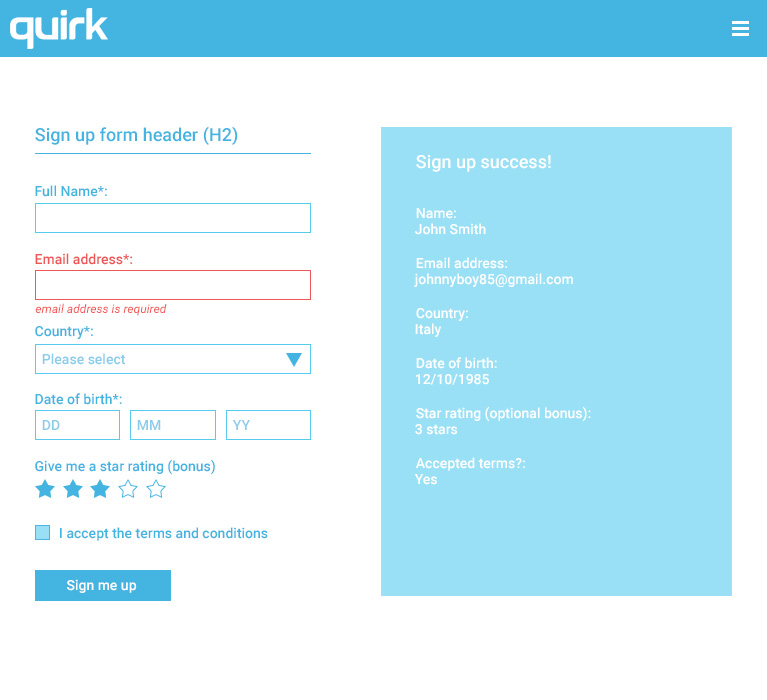 quirk
Sign up form header (H2)
Full Name*:
Email address*:
email address is required
Country*:
Please select
Date of birth*:
DD MM YY
Give me a star rating (bonus)
I accept the terms and conditions
Sign me up
Sign up success!
Name:
John Smith
Email address:
johnnyboy85@gmail.com
Country:
Italy
Date of birth:
12/10/1985
Star rating (optional bonus):
3 stars
Accepted terms?:
Yes